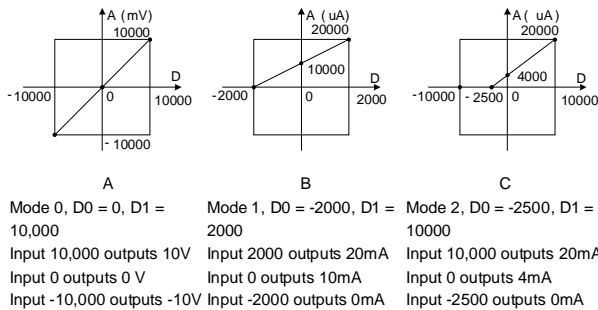 A (mV)
10000
D
-10000
0
10000
- 10000
A ( uA)
20000
10000
D
-2000
0
2000
A ( uA)
20000
4000
D
-10000
- 2500
0
10000
A
Mode 0, D0 = 0, D1 =
10,000
Input 10,000 outputs 10V
Input 0 outputs 0 V
Input -10,000 outputs -10V
B
Mode 1, D0 = -2000, D1 =
2000
Input 2000 outputs 20mA
Input 0 outputs 10mA
Input -2000 outputs 0mA
C
Mode 2, D0 = -2500, D1 =
10000
Input 10,000 outputs 20mA
Input 0 outputs 4mA
Input -2500 outputs 0mA